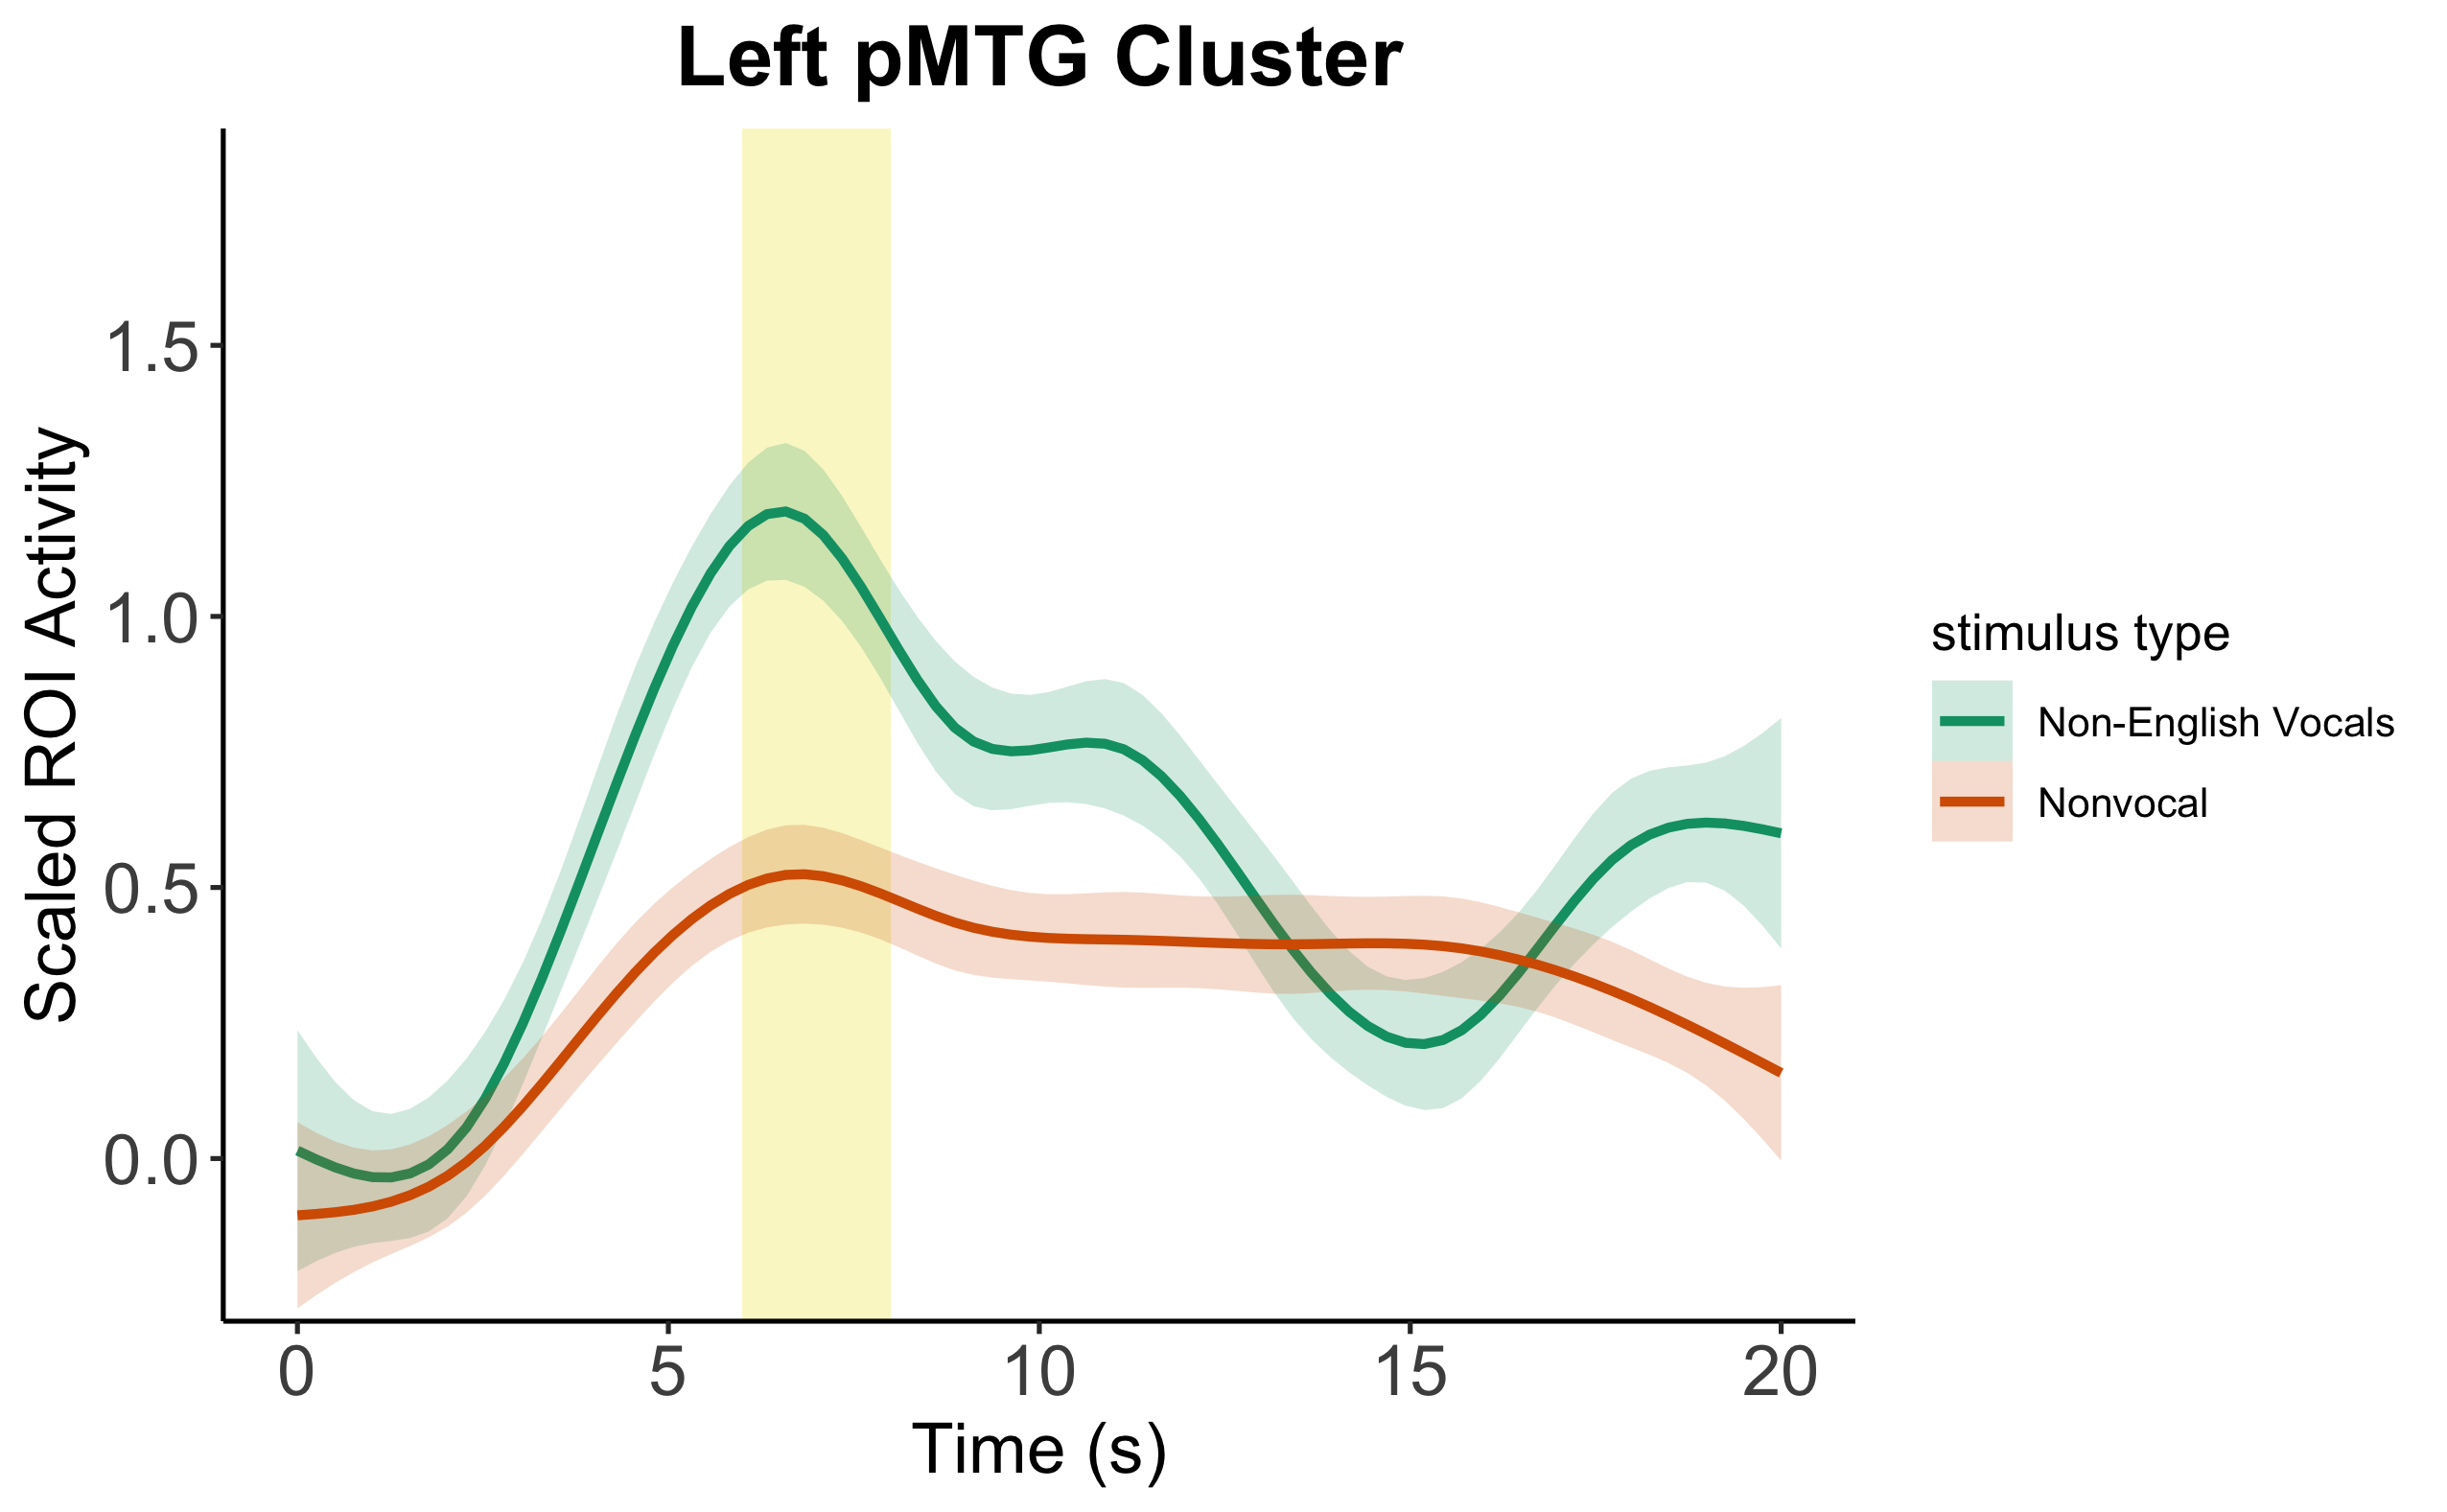 Left pMTG Cluster
Scaled ROI Activity
1.5
1.0
0.5
0.0
0 5 10 15 20
Time (s)
stimulus type
Non-English Vocals
Nonvocal